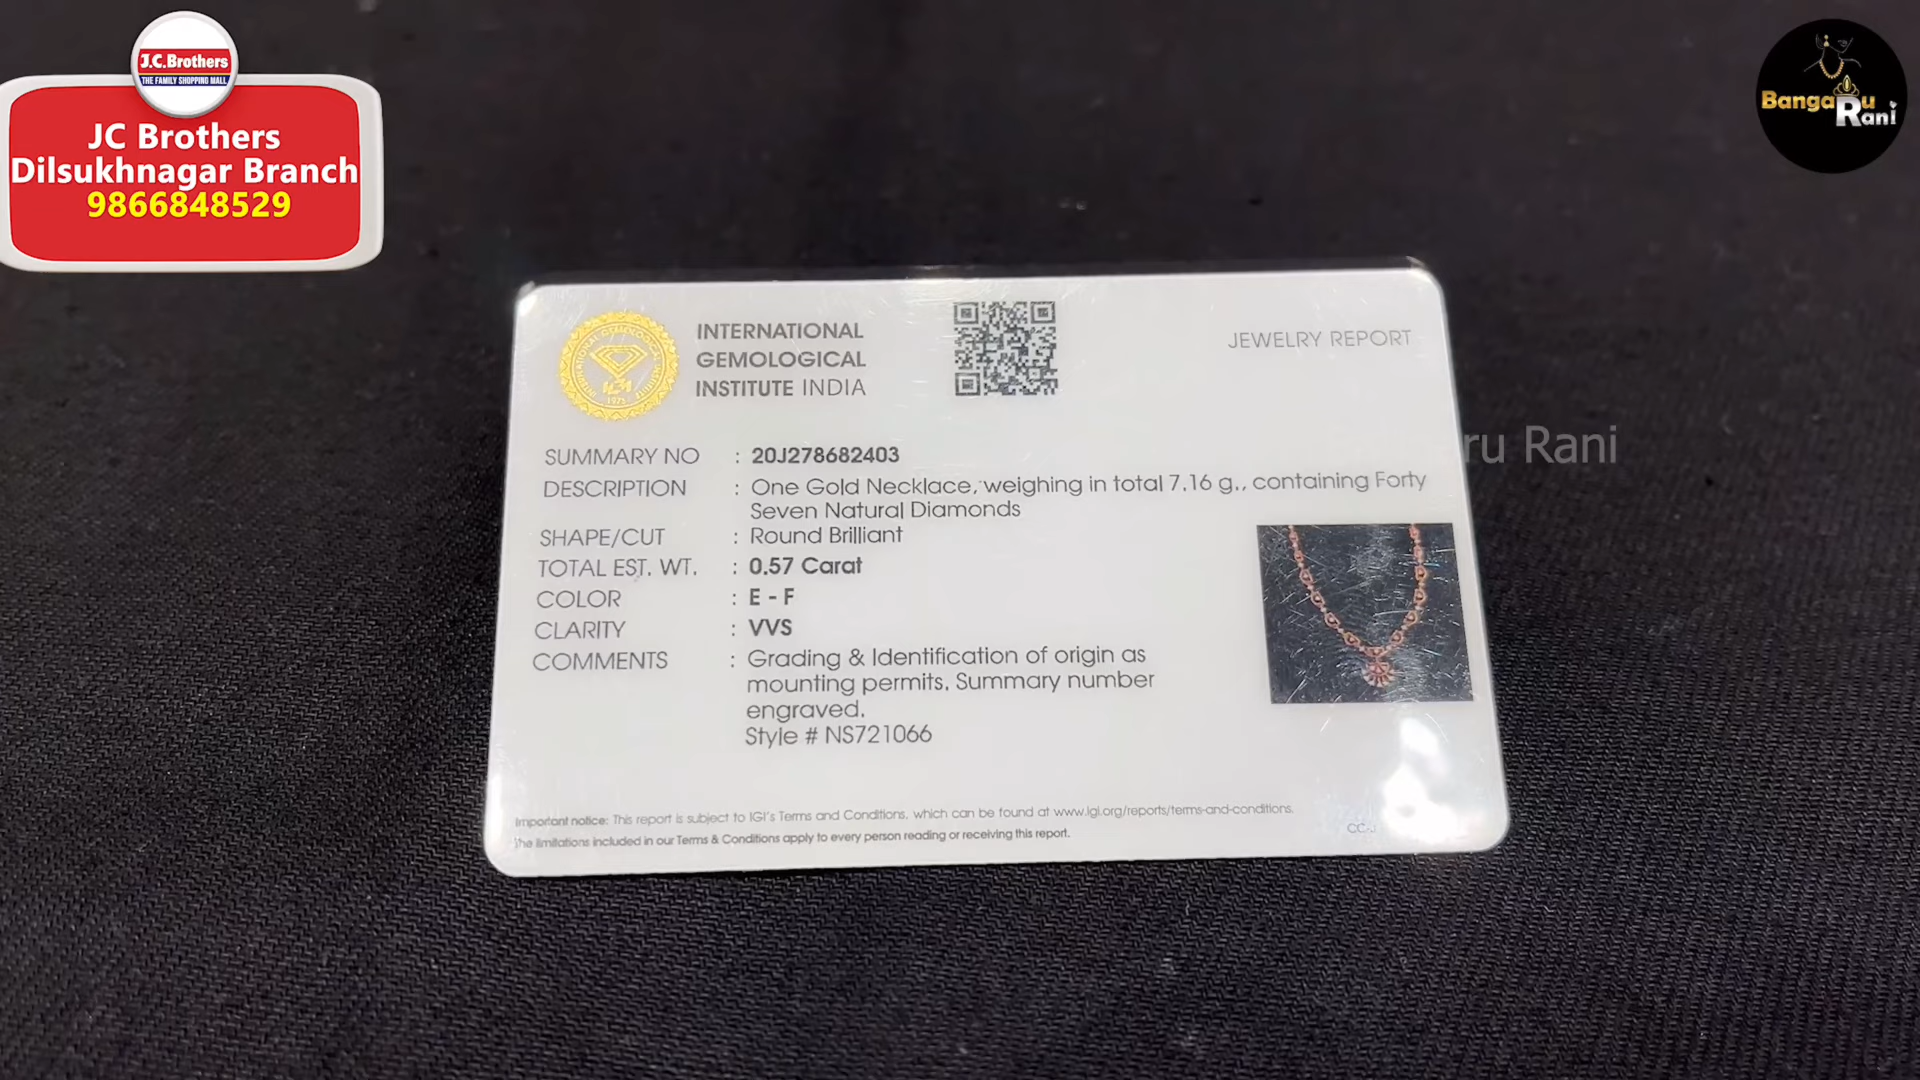 J.C.Brothers
THE FAMILY SHOPPING MALL
JC Brothers
Dilsukhnagar Branch
9866848529
Bangaru
Rani
INTERNATIONAL
GEMOLOGICAL
INSTITUTE INDIA
1975
JEWELRY REPORT
SUMMARY NO : 20J278682403
DESCRIPTION : One Gold Necklace, weighing in total 7.16 g., containing Forty
Seven Natural Diamonds
SHAPE/CUT : Round Brilliant
TOTAL EST. WT. : 0.57 Carat
COLOR : E - F
CLARITY : VVS
COMMENTS : Grading & Identification of origin as
mounting permits. Summary number
engraved.
Style # NS721066
Important notice: This report is subject to IGI's Terms and Conditions, which can be found at www.igi.org/reports/terms-and-conditions.
The limitations included in our Terms & Conditions apply to every person reading or receiving this report.
ru Rani